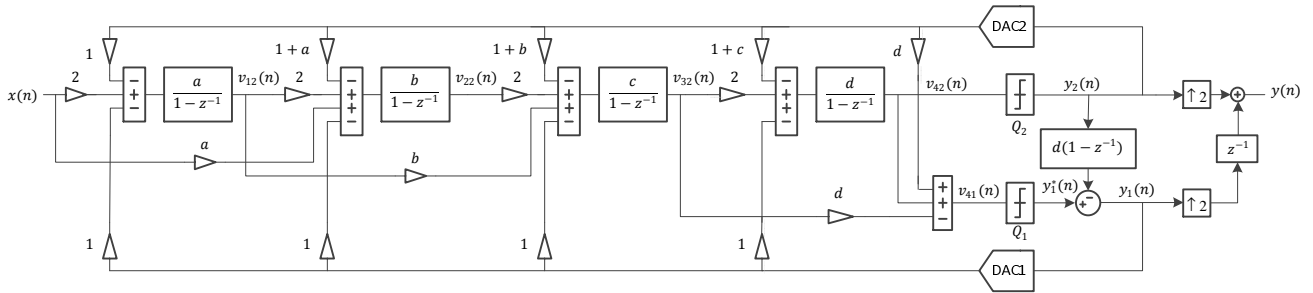 DAC2
1
1 + a
1 + b
1 + c
d
x(n)
2
−
+
−
a
1 − z⁻¹
v₁₂(n)
2
−
+
+
−
b
1 − z⁻¹
v₂₂(n)
2
−
+
+
−
c
1 − z⁻¹
v₃₂(n)
2
−
+
−
d
1 − z⁻¹
v₄₂(n)
Q₂
y₂(n)
↑2
+
y(n)
a
b
d(1 − z⁻¹)
z⁻¹
d
+
+
−
v₄₁(n)
Q₁
y₁*(n)
+
−
y₁(n)
↑2
1
1
1
1
DAC1